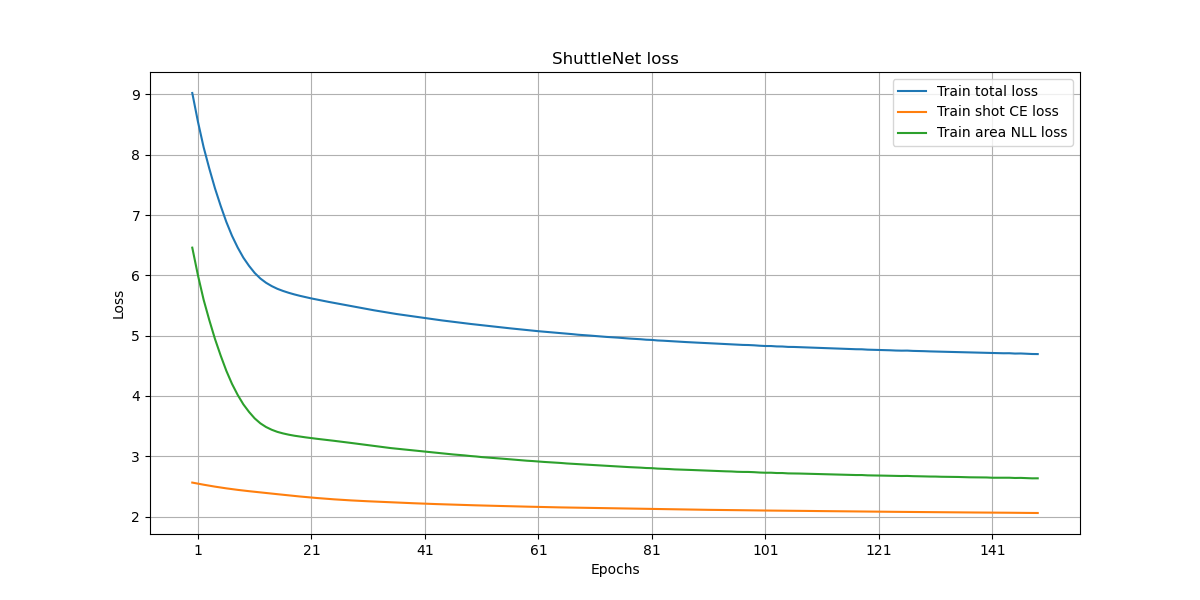 ShuttleNet loss
Train total loss
Train shot CE loss
Train area NLL loss
Loss
9
8
7
6
5
4
3
2
1 21 41 61 81 101 121 141
Epochs